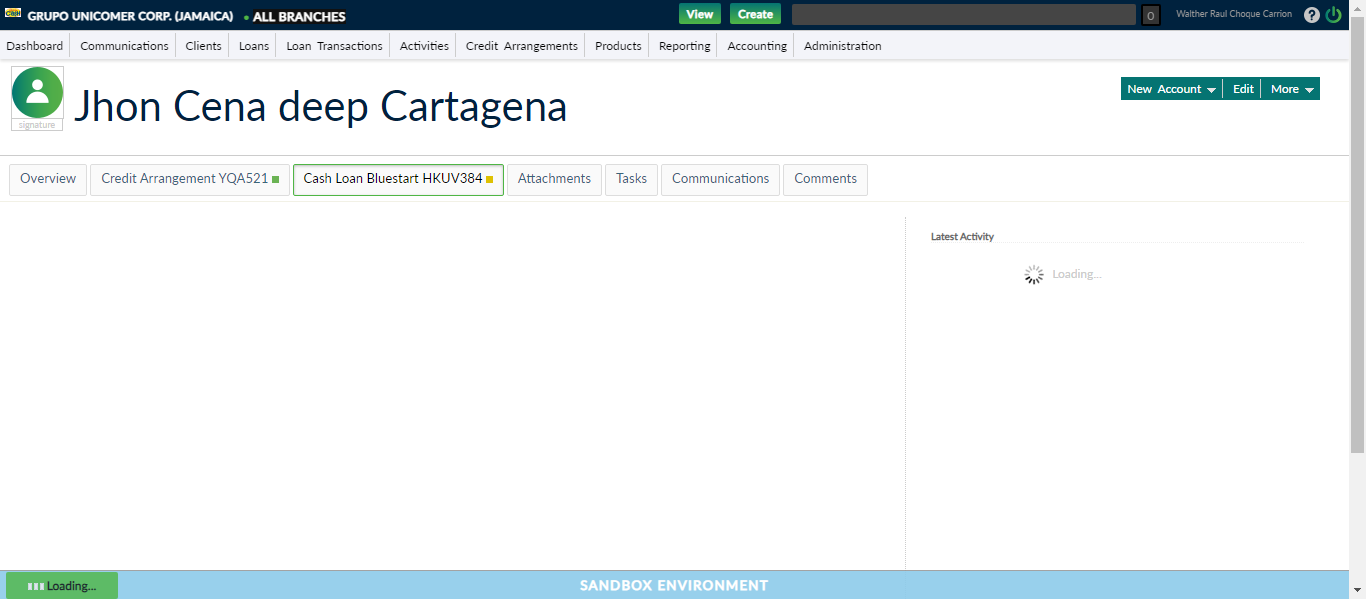 GRUPO UNICOMER CORP. (JAMAICA) ALL BRANCHES View Create 0 Walther Raul Choque Carrion ?
Dashboard Communications Clients Loans Loan Transactions Activities Credit Arrangements Products Reporting Accounting Administration
signature
Jhon Cena deep Cartagena
New Account Edit More
Overview Credit Arrangement YQA521 Cash Loan Bluestart HKUV384 Attachments Tasks Communications Comments
Latest Activity
Loading...
Loading... SANDBOX ENVIRONMENT